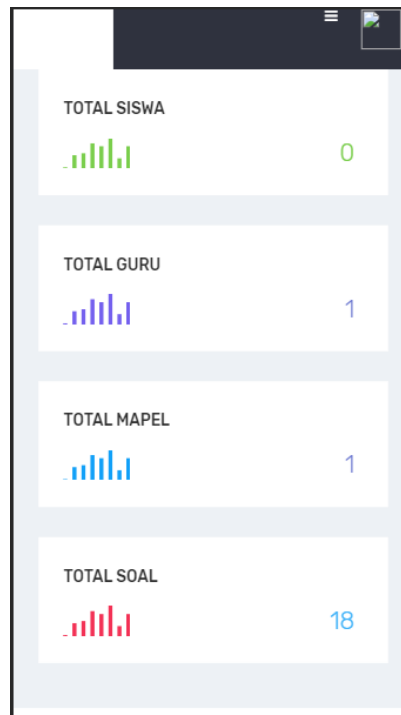 TOTAL SISWA
0
TOTAL GURU
1
TOTAL MAPEL
1
TOTAL SOAL
18